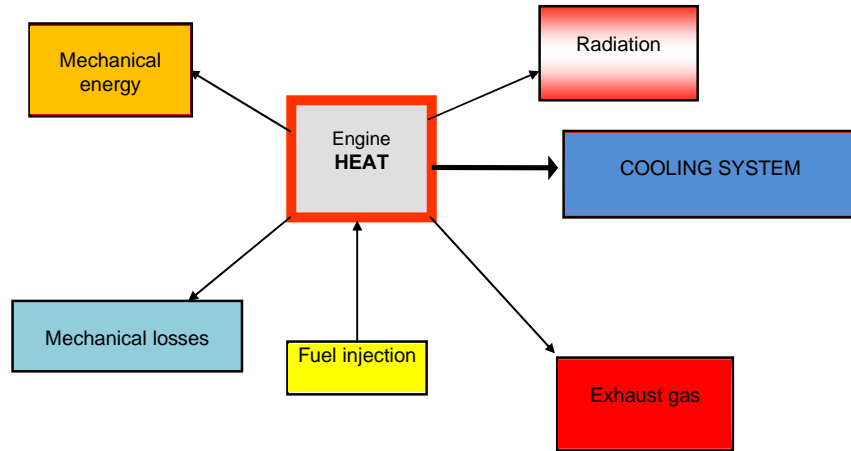 Mechanical
energy
Radiation
Engine
HEAT
COOLING SYSTEM
Mechanical losses
Fuel injection
Exhaust gas